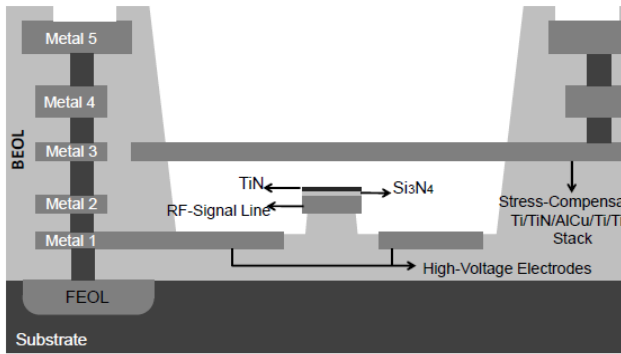 Metal 5
Metal 4
BEOL
Metal 3
TiN
Si₃N₄
Metal 2
RF-Signal Line
Stress-Compensa
Ti/TiN/AlCu/Ti/Ti
Stack
Metal 1
High-Voltage Electrodes
FEOL
Substrate